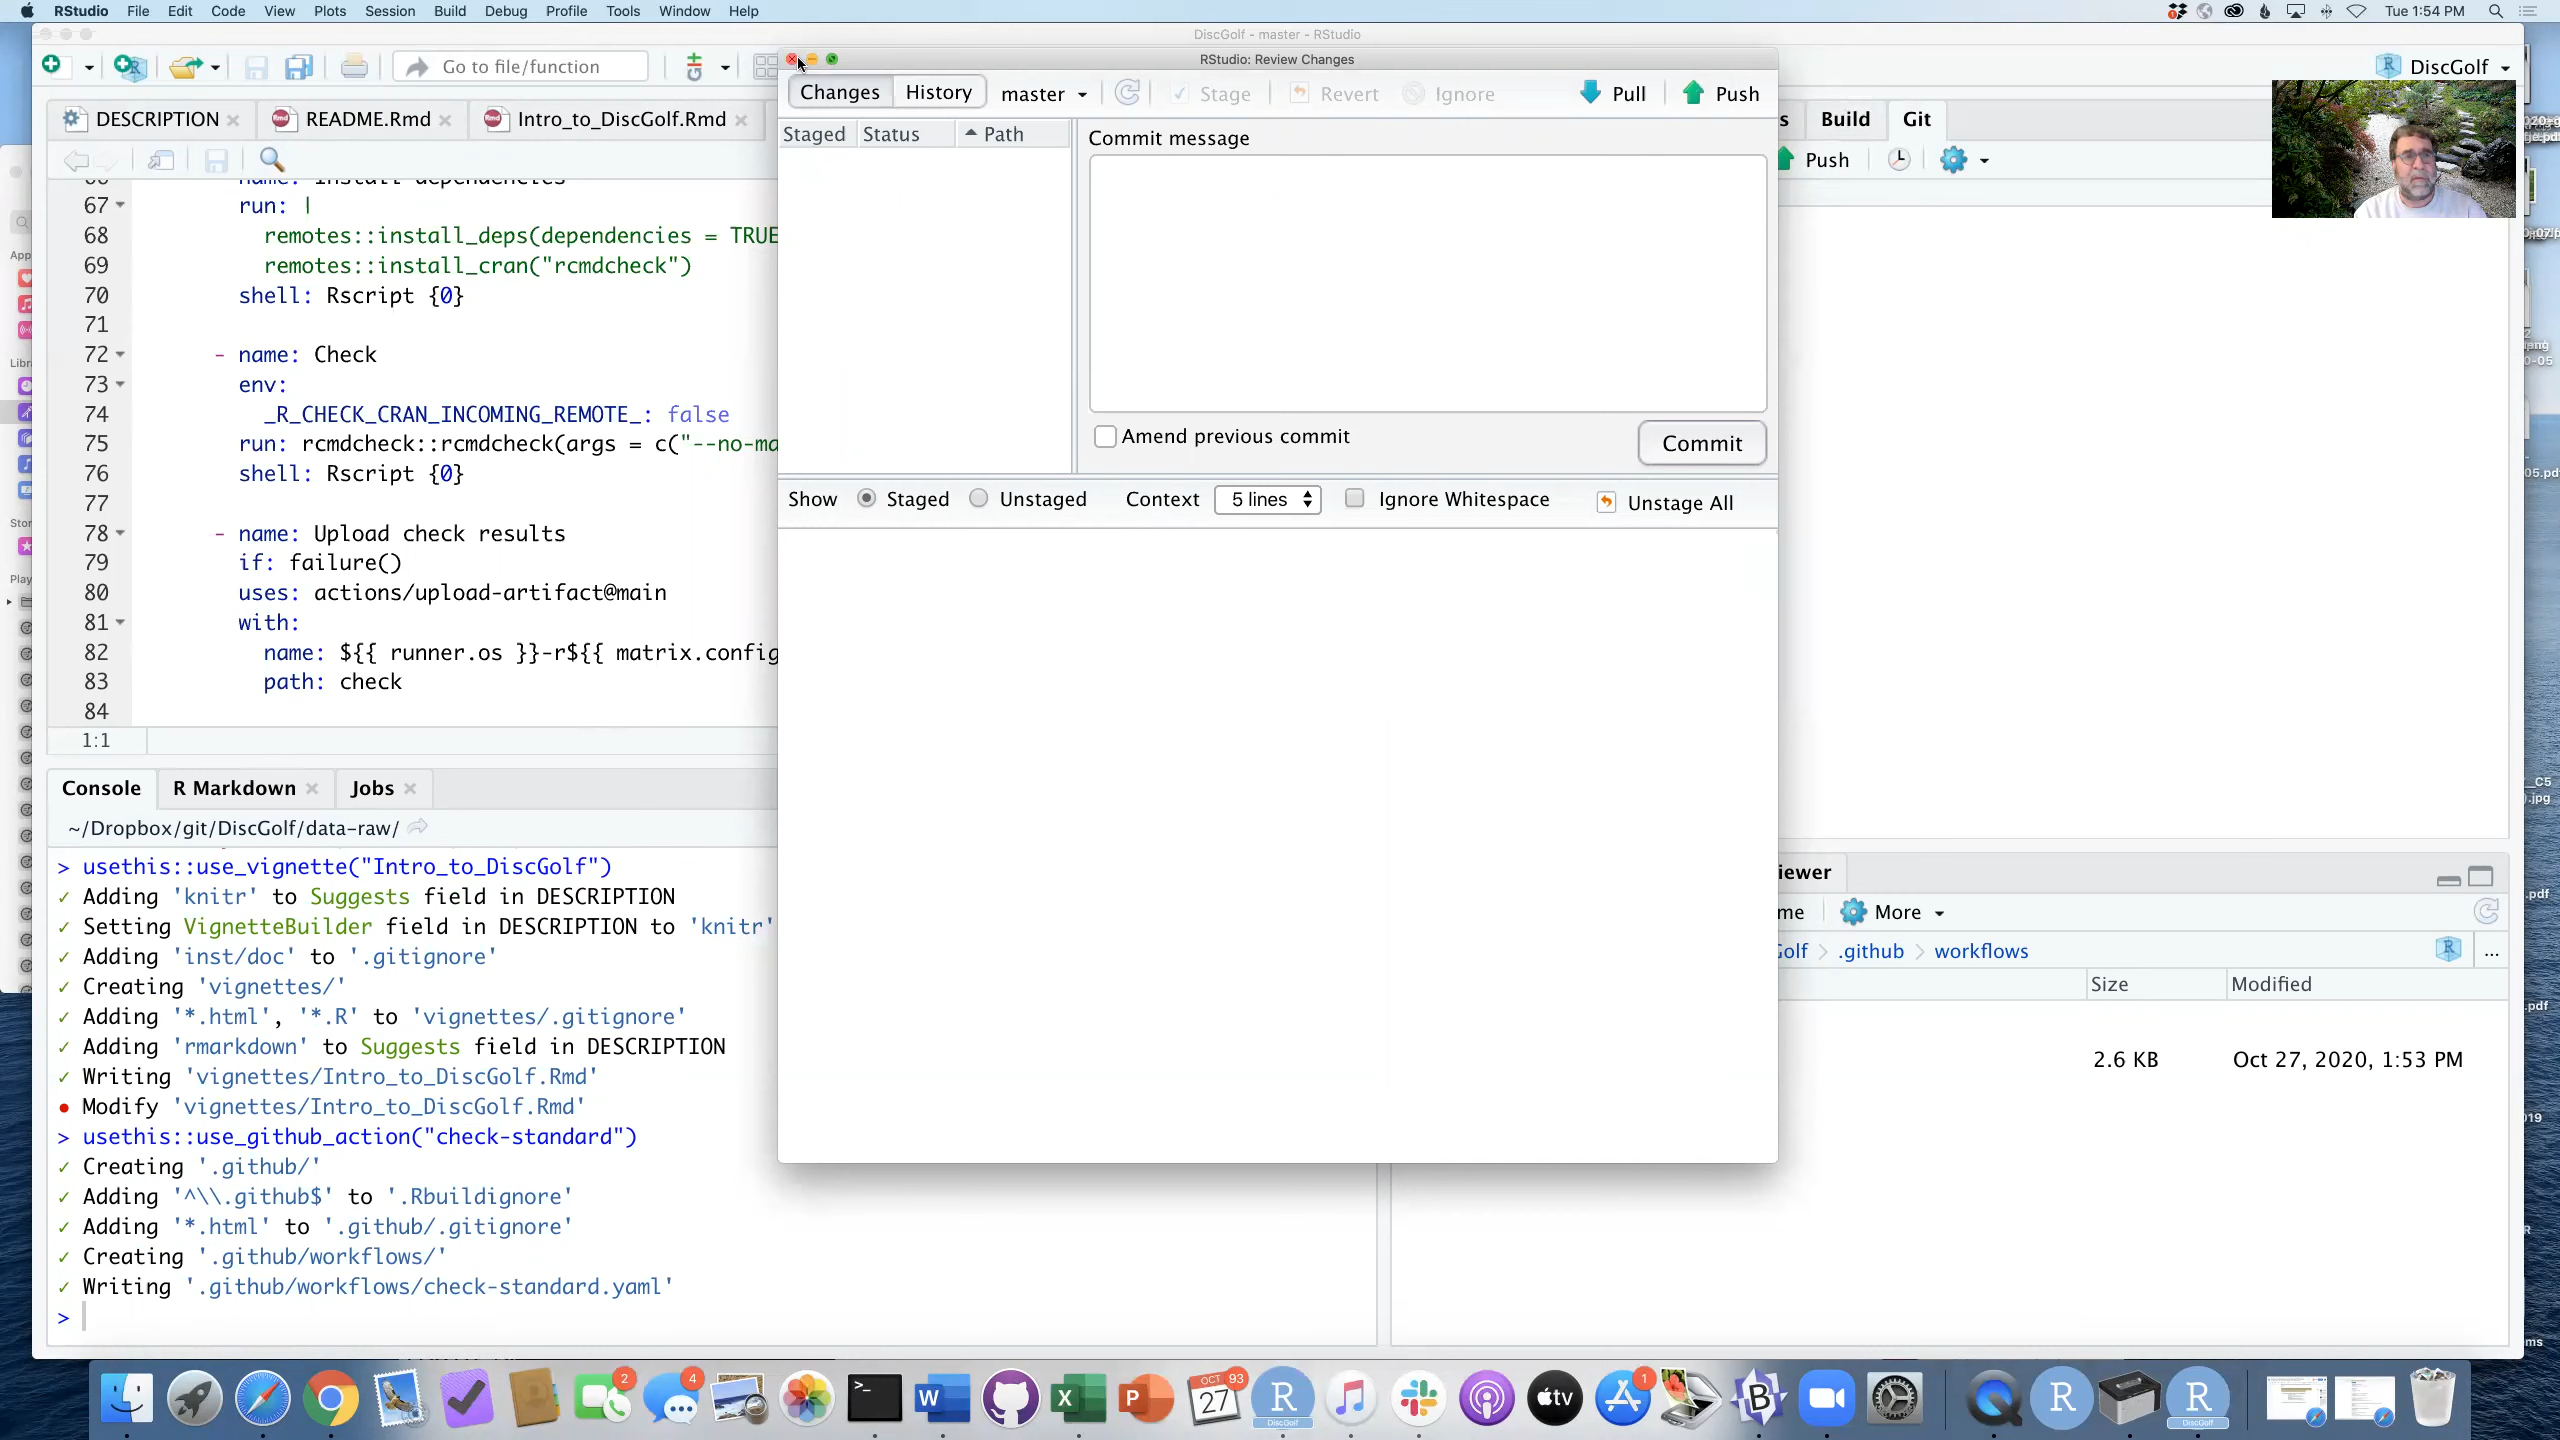 RStudio File Edit Code View Plots Session Build Debug Profile Tools Window Help
Tue 1:54 PM
DiscGolf - master - RStudio
Go to file/function
DiscGolf
RStudio: Review Changes
Changes History master Stage Revert Ignore Pull Push
Staged Status Path
Commit message
Amend previous commit
Commit
Show Staged Unstaged Context 5 lines Ignore Whitespace Unstage All
DESCRIPTION README.Rmd Intro_to_DiscGolf.Rmd
67 run: |
68 remotes::install_deps(dependencies = TRUE
69 remotes::install_cran("rcmdcheck")
70 shell: Rscript {0}
71
72 - name: Check
73 env:
74 _R_CHECK_CRAN_INCOMING_REMOTE_: false
75 run: rcmdcheck::rcmdcheck(args = c("--no-ma
76 shell: Rscript {0}
77
78 - name: Upload check results
79 if: failure()
80 uses: actions/upload-artifact@main
81 with:
82 name: ${{ runner.os }}-r${{ matrix.config
83 path: check
84
1:1
Console R Markdown Jobs
~/Dropbox/git/DiscGolf/data-raw/
> usethis::use_vignette("Intro_to_DiscGolf")
✓ Adding 'knitr' to Suggests field in DESCRIPTION
✓ Setting VignetteBuilder field in DESCRIPTION to 'knitr'
✓ Adding 'inst/doc' to '.gitignore'
✓ Creating 'vignettes/'
✓ Adding '*.html', '*.R' to 'vignettes/.gitignore'
✓ Adding 'rmarkdown' to Suggests field in DESCRIPTION
✓ Writing 'vignettes/Intro_to_DiscGolf.Rmd'
● Modify 'vignettes/Intro_to_DiscGolf.Rmd'
> usethis::use_github_action("check-standard")
✓ Creating '.github/'
✓ Adding '^\\.github$' to '.Rbuildignore'
✓ Adding '*.html' to '.github/.gitignore'
✓ Creating '.github/workflows/'
✓ Writing '.github/workflows/check-standard.yaml'
>
s Build Git
Push
iewer
me More
Golf > .github > workflows ...
Size Modified
2.6 KB Oct 27, 2020, 1:53 PM
2 4 OCT 27 93 1
DiscGolf DiscGolf